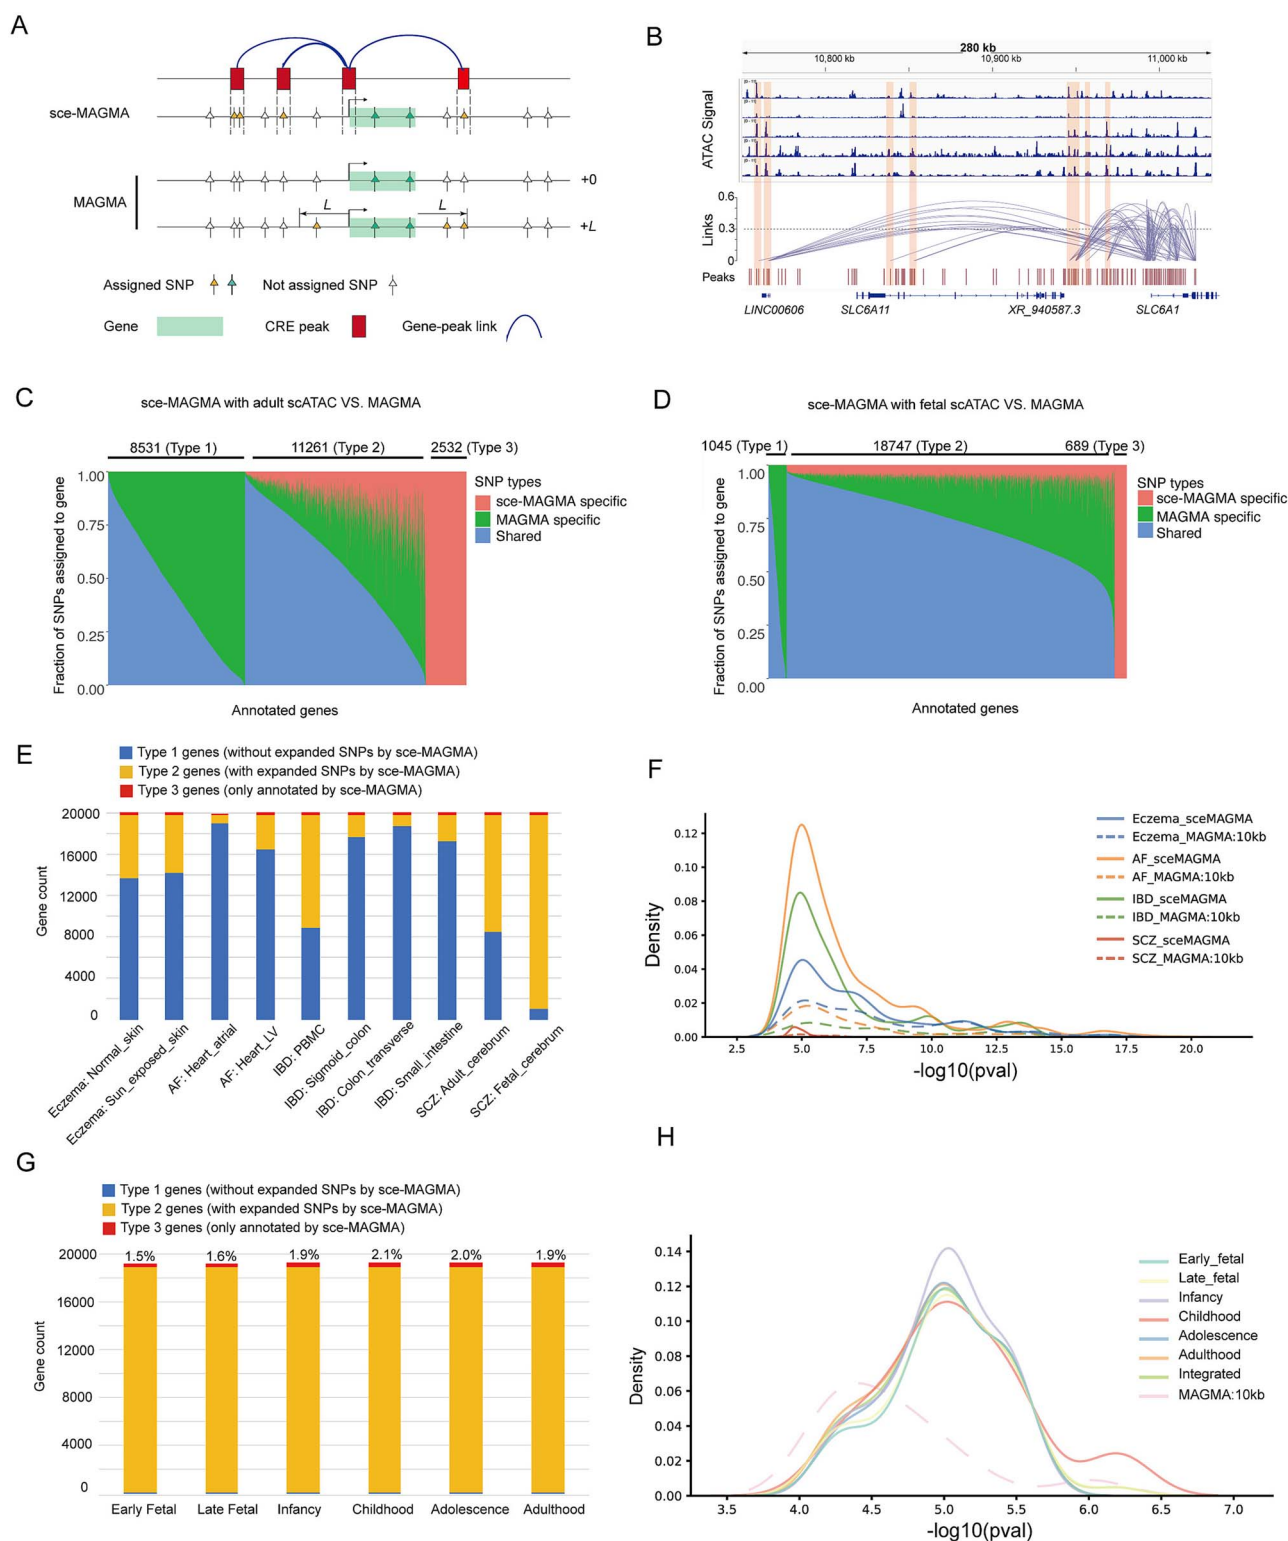 A
sce-MAGMA
MAGMA
+0
L
L
+L
Assigned SNP
Not assigned SNP
Gene
CRE peak
Gene-peak link
B
280 kb
10,800 kb
10,900 kb
11,000 kb
ATAC Signal
Links
0.6
0.3
0
Peaks
LINC00606
SLC6A11
XR_940587.3
SLC6A1
C
sce-MAGMA with adult scATAC VS. MAGMA
8531 (Type 1)
11261 (Type 2)
2532 (Type 3)
Fraction of SNPs assigned to gene
1.00
0.75
0.50
0.25
0.00
Annotated genes
SNP types
sce-MAGMA specific
MAGMA specific
Shared
D
sce-MAGMA with fetal scATAC VS. MAGMA
1045 (Type 1)
18747 (Type 2)
689 (Type 3)
Fraction of SNPs assigned to gene
1.00
0.75
0.50
0.25
0.00
Annotated genes
SNP types
sce-MAGMA specific
MAGMA specific
Shared
E
Type 1 genes (without expanded SNPs by sce-MAGMA)
Type 2 genes (with expanded SNPs by sce-MAGMA)
Type 3 genes (only annotated by sce-MAGMA)
Gene count
20000
16000
12000
8000
4000
0
Eczema: Normal_skin
Eczema: Sun_exposed_skin
AF: Heart_atrial
AF: Heart_LV
IBD: PBMC
IBD: Sigmoid_colon
IBD: Colon_transverse
IBD: Small_intestine
SCZ: Adult_cerebrum
SCZ: Fetal_cerebrum
F
Density
0.12
0.10
0.08
0.06
0.04
0.02
0.00
2.5
5.0
7.5
10.0
12.5
15.0
17.5
20.0
-log10(pval)
Eczema_sceMAGMA
Eczema_MAGMA:10kb
AF_sceMAGMA
AF_MAGMA:10kb
IBD_sceMAGMA
IBD_MAGMA:10kb
SCZ_sceMAGMA
SCZ_MAGMA:10kb
G
Type 1 genes (without expanded SNPs by sce-MAGMA)
Type 2 genes (with expanded SNPs by sce-MAGMA)
Type 3 genes (only annotated by sce-MAGMA)
Gene count
20000
16000
12000
8000
4000
0
1.5%
1.6%
1.9%
2.1%
2.0%
1.9%
Early Fetal
Late Fetal
Infancy
Childhood
Adolescence
Adulthood
H
Density
0.14
0.12
0.10
0.08
0.06
0.04
0.02
0.00
3.5
4.0
4.5
5.0
5.5
6.0
6.5
7.0
-log10(pval)
Early_fetal
Late_fetal
Infancy
Childhood
Adolescence
Adulthood
Integrated
MAGMA:10kb